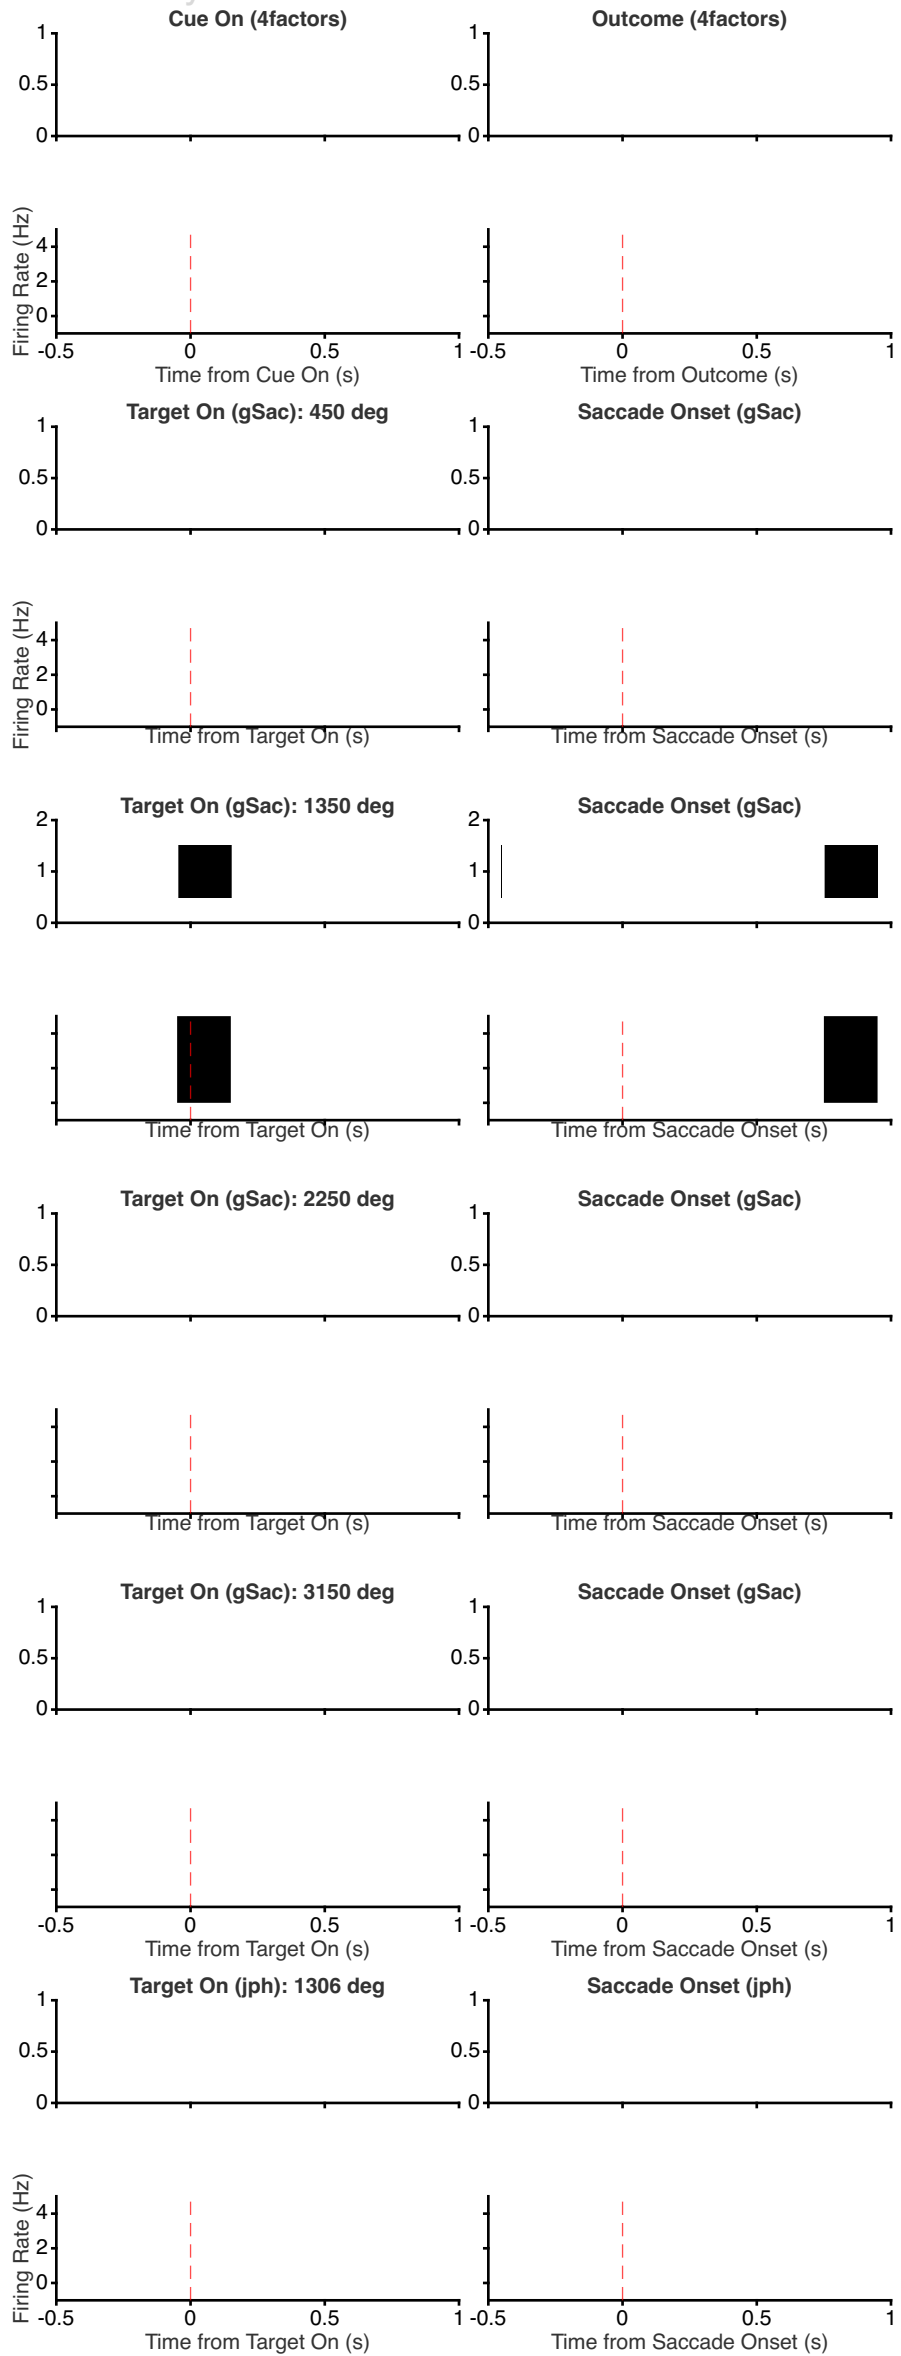 Cue On (4factors) Outcome (4factors)
1 1
0.5 0.5
0 0
Firing Rate (Hz)
4
2
0
-0.5 0 0.5 1 -0.5 0 0.5 1
Time from Cue On (s) Time from Outcome (s)
Target On (gSac): 450 deg Saccade Onset (gSac)
1 1
0.5 0.5
0 0
Firing Rate (Hz)
4
2
0
Time from Target On (s) Time from Saccade Onset (s)
Target On (gSac): 1350 deg Saccade Onset (gSac)
2 2
1 1
0 0
Time from Target On (s) Time from Saccade Onset (s)
Target On (gSac): 2250 deg Saccade Onset (gSac)
1 1
0.5 0.5
0 0
Time from Target On (s) Time from Saccade Onset (s)
Target On (gSac): 3150 deg Saccade Onset (gSac)
1 1
0.5 0.5
0 0
-0.5 0 0.5 1 -0.5 0 0.5 1
Time from Target On (s) Time from Saccade Onset (s)
Target On (jph): 1306 deg Saccade Onset (jph)
1 1
0.5 0.5
0 0
Firing Rate (Hz)
4
2
0
-0.5 0 0.5 1 -0.5 0 0.5 1
Time from Target On (s) Time from Saccade Onset (s)